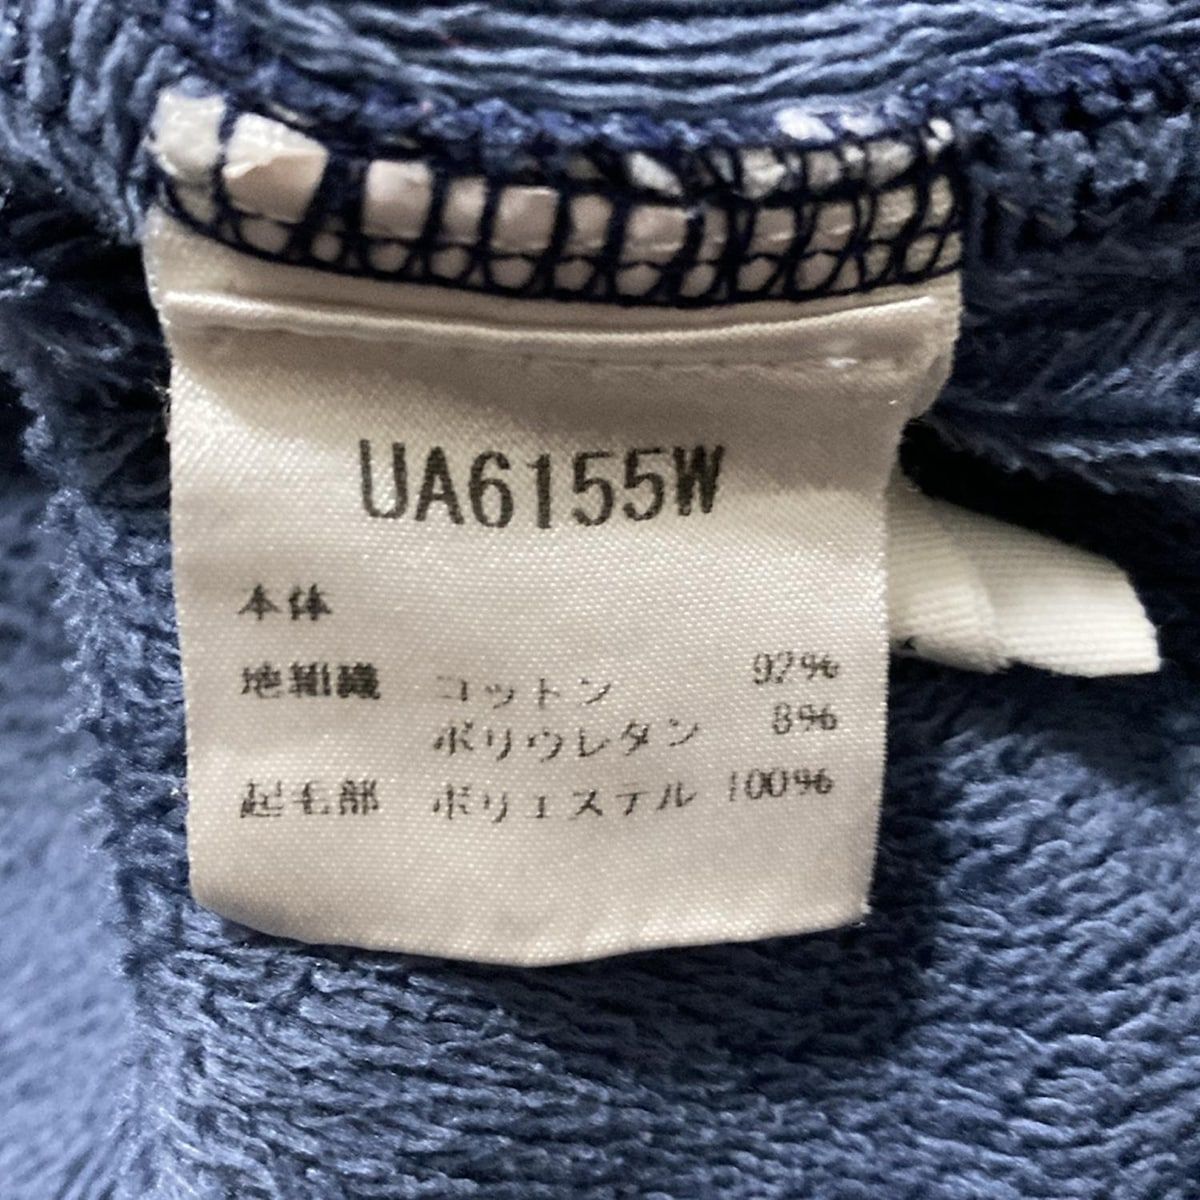 UA6155W
本体
地組織 コットン 92%
ポリウレタン 8%
起毛部 ポリエステル 100%